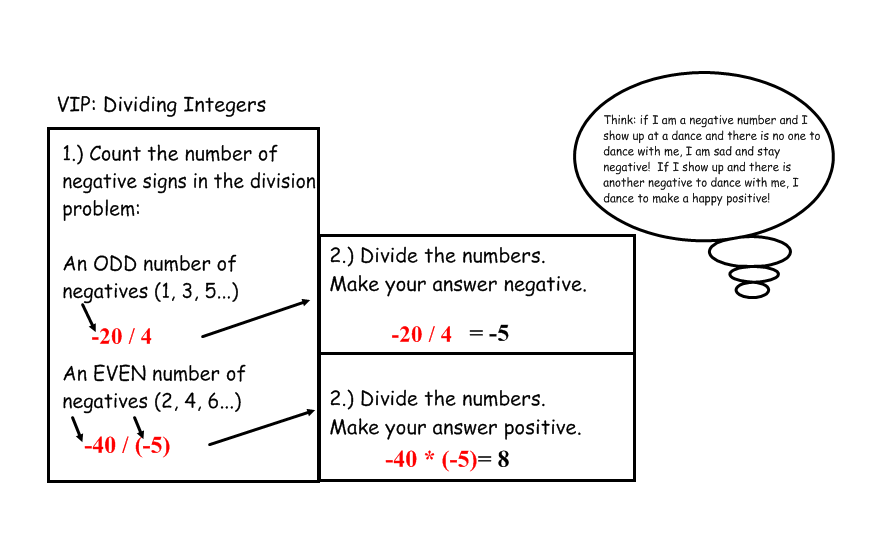 VIP: Dividing Integers
1.) Count the number of
negative signs in the division
problem:
An ODD number of
negatives (1, 3, 5...)
-20 / 4
An EVEN number of
negatives (2, 4, 6...)
-40 / (-5)
2.) Divide the numbers.
Make your answer negative.
-20 / 4 = -5
2.) Divide the numbers.
Make your answer positive.
-40 * (-5)= 8
Think: if I am a negative number and I
show up at a dance and there is no one to
dance with me, I am sad and stay
negative! If I show up and there is
another negative to dance with me, I
dance to make a happy positive!